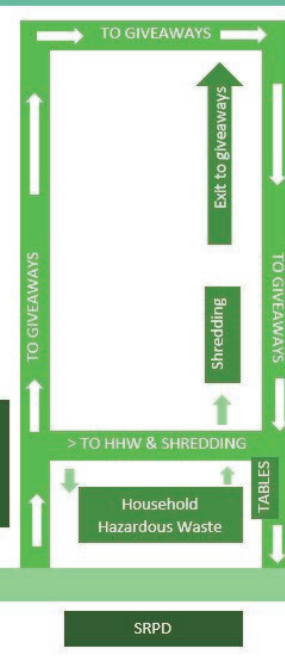 TO GIVEAWAYS
Exit to giveaways
TO GIVEAWAYS
TO GIVEAWAYS
Shredding
> TO HHW & SHREDDING
TABLES
Household
Hazardous Waste
SRPD